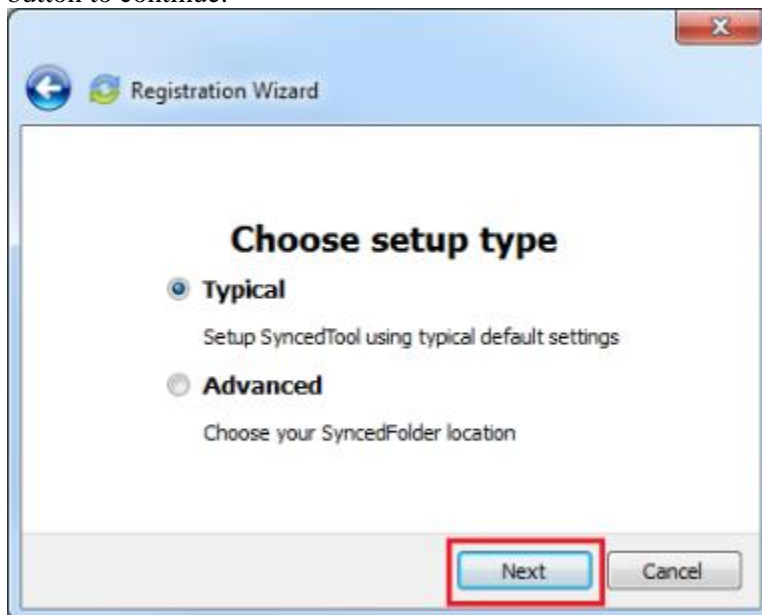 button to continue.
Registration Wizard
Choose setup type
Typical
Setup SyncedTool using typical default settings
Advanced
Choose your SyncedFolder location
Next Cancel